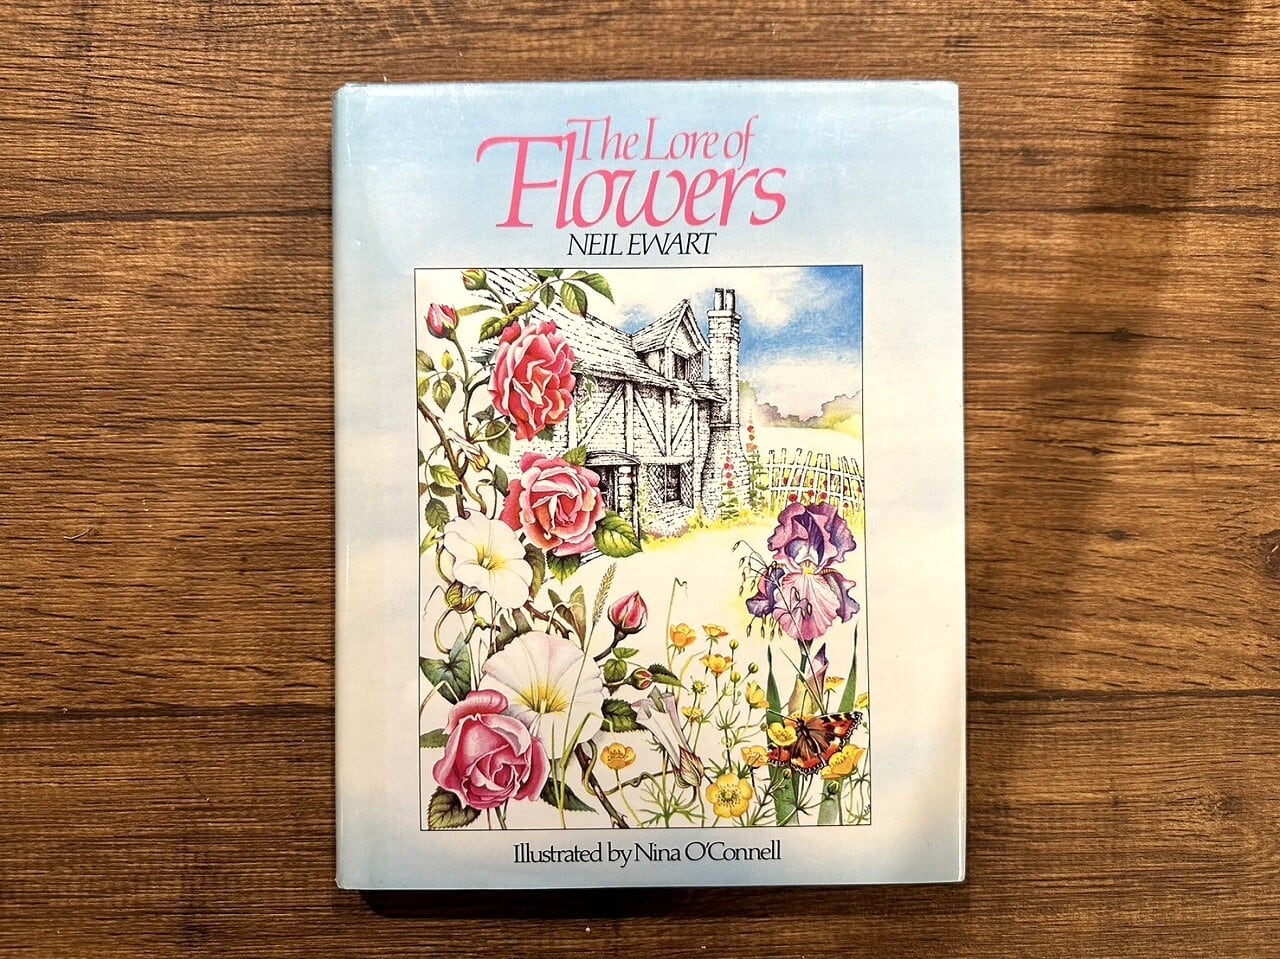 The Lore of
Flowers
NEIL EWART
Illustrated by Nina O'Connell